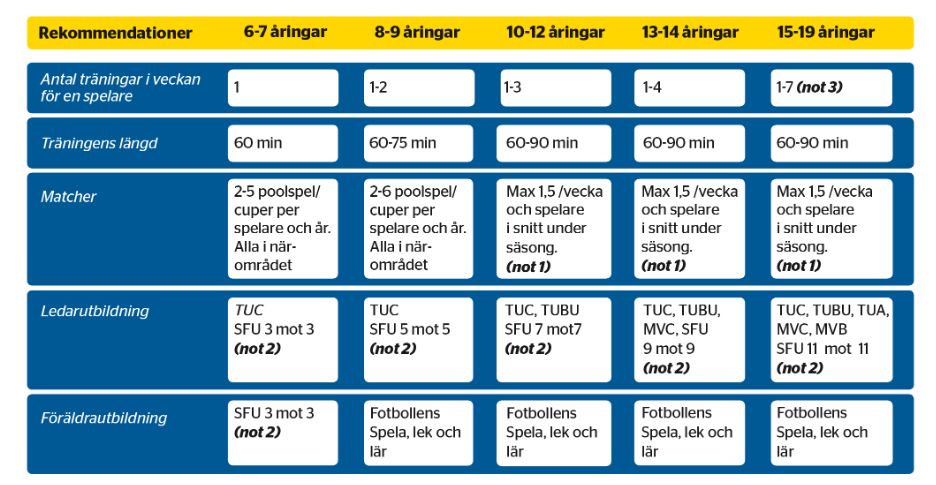 Rekommendationer 6-7 åringar 8-9 åringar 10-12 åringar 13-14 åringar 15-19 åringar
Antal träningar i veckan
för en spelare
1
1-2
1-3
1-4
1-7 (not 3)
Träningens längd
60 min
60-75 min
60-90 min
60-90 min
60-90 min
Matcher
2-5 poolspel/
cuper per
spelare och år.
Alla i när-
området
2-6 poolspel/
cuper per
spelare och år.
Alla i när-
området
Max 1,5 /vecka
och spelare
i snitt under
säsong.
(not 1)
Max 1,5 /vecka
och spelare
i snitt under
säsong.
(not 1)
Max 1,5 /vecka
och spelare
i snitt under
säsong.
(not 1)
Ledarutbildning
TUC
SFU 3 mot 3
(not 2)
TUC
SFU 5 mot 5
(not 2)
TUC, TUBU
SFU 7 mot7
(not 2)
TUC, TUBU,
MVC, SFU
9 mot 9
(not 2)
TUC, TUBU, TUA,
MVC, MVB
SFU 11 mot 11
(not 2)
Föräldrautbildning
SFU 3 mot 3
(not 2)
Fotbollens
Spela, lek och
lär
Fotbollens
Spela, lek och
lär
Fotbollens
Spela, lek och
lär
Fotbollens
Spela, lek och
lär